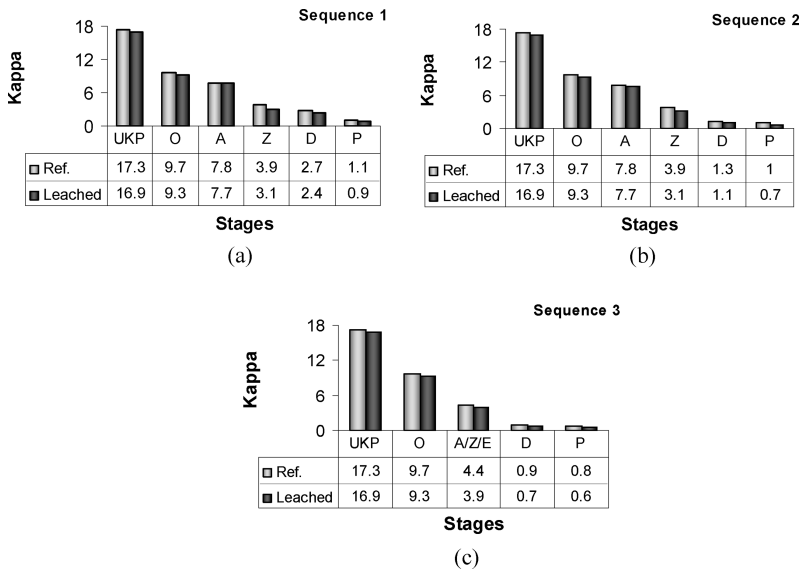 Sequence 1
Kappa
18
12
6
0
UKP O A Z D P
Ref. 17.3 9.7 7.8 3.9 2.7 1.1
Leached 16.9 9.3 7.7 3.1 2.4 0.9
Stages
(a)
Sequence 2
Kappa
18
12
6
0
UKP O A Z D P
Ref. 17.3 9.7 7.8 3.9 1.3 1
Leached 16.9 9.3 7.7 3.1 1.1 0.7
Stages
(b)
Sequence 3
Kappa
18
12
6
0
UKP O A/Z/E D P
Ref. 17.3 9.7 4.4 0.9 0.8
Leached 16.9 9.3 3.9 0.7 0.6
Stages
(c)